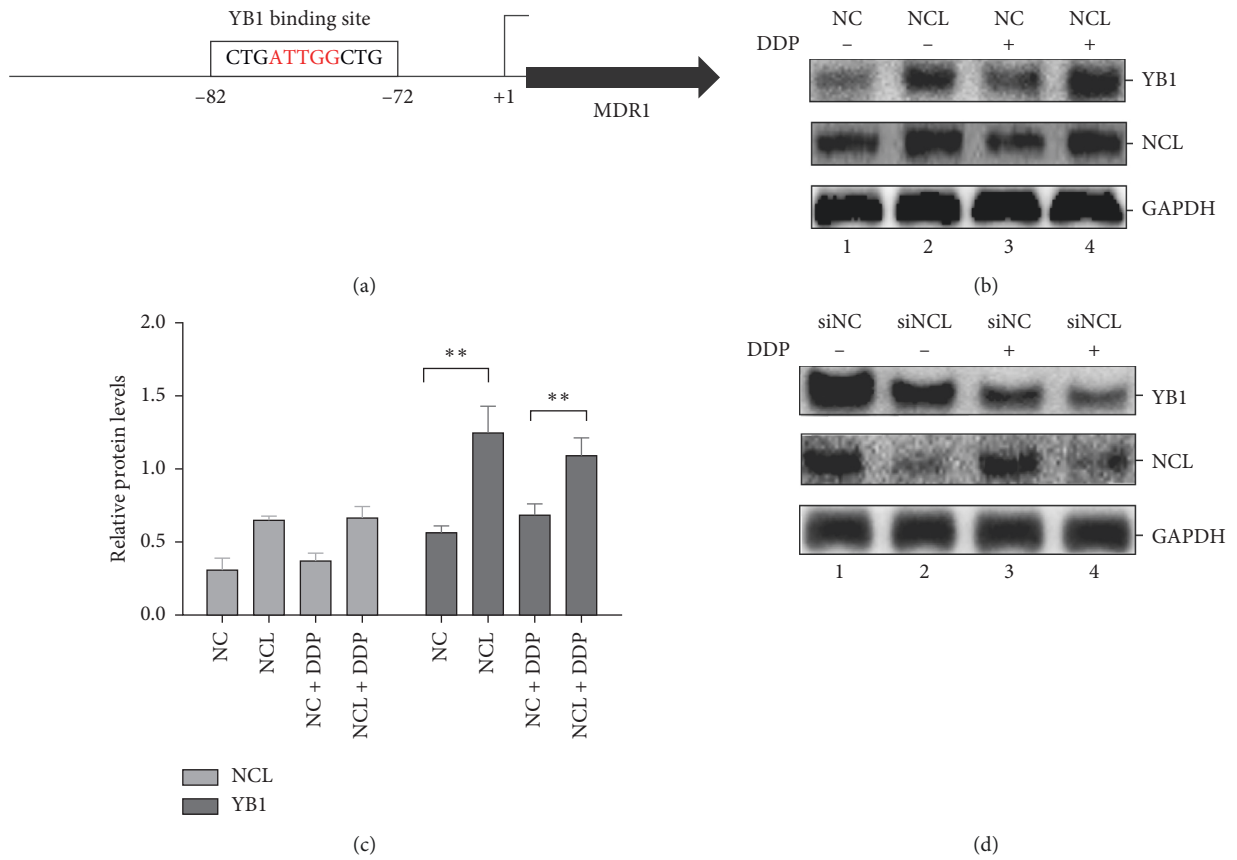 YB1 binding site
CTGATTGGCTG
–82
–72
+1
MDR1
(a)
NC NCL NC NCL
DDP – – + +
YB1
NCL
GAPDH
1 2 3 4
(b)
2.0
1.5
1.0
0.5
0.0
Relative protein levels
**
**
NC
NCL
NC + DDP
NCL + DDP
NC
NCL
NC + DDP
NCL + DDP
NCL
YB1
(c)
siNC siNCL siNC siNCL
DDP – – + +
YB1
NCL
GAPDH
1 2 3 4
(d)